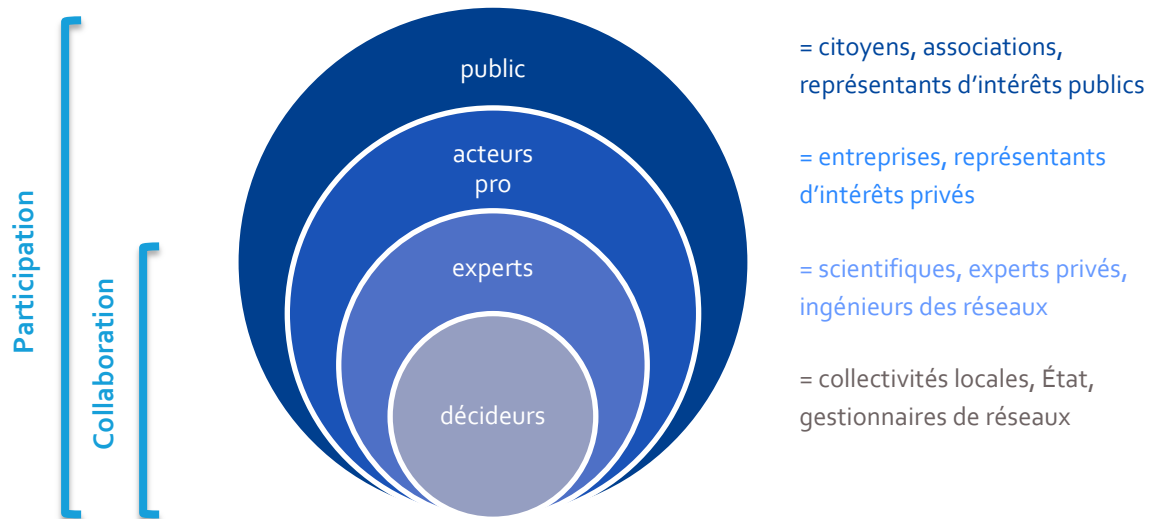 Participation
Collaboration
public
acteurs
pro
experts
décideurs
= citoyens, associations,
représentants d'intérêts publics
= entreprises, représentants
d'intérêts privés
= scientifiques, experts privés,
ingénieurs des réseaux
= collectivités locales, État,
gestionnaires de réseaux